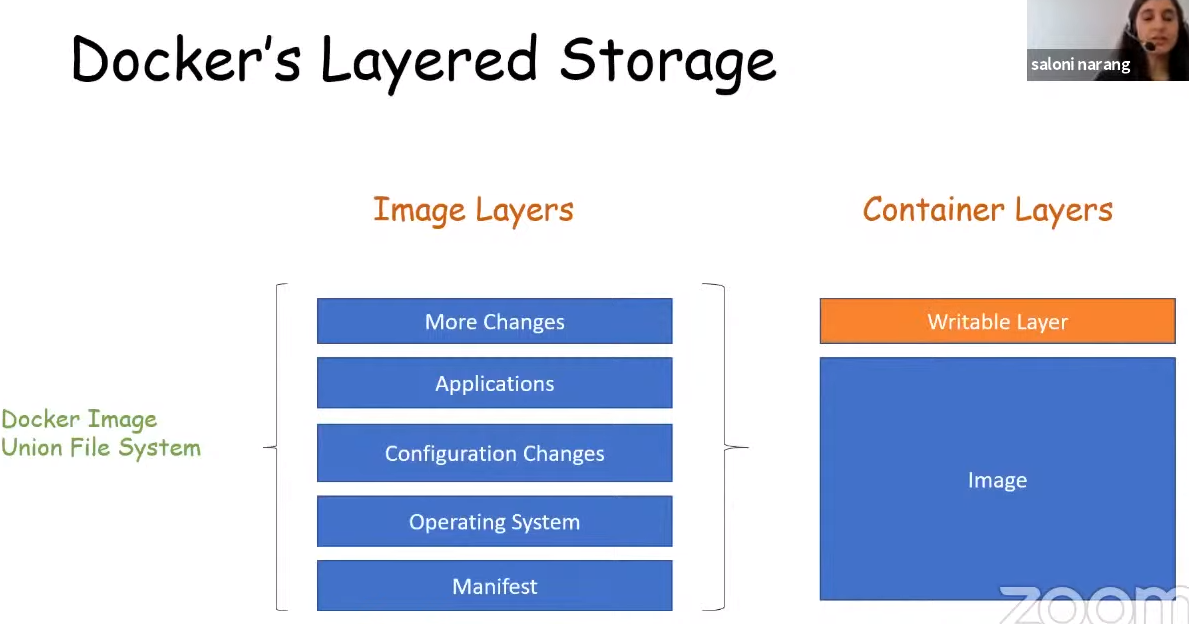 Docker's Layered Storage
saloni narang
Image Layers
Container Layers
More Changes
Applications
Configuration Changes
Operating System
Manifest
Docker Image
Union File System
Writable Layer
Image
zoom